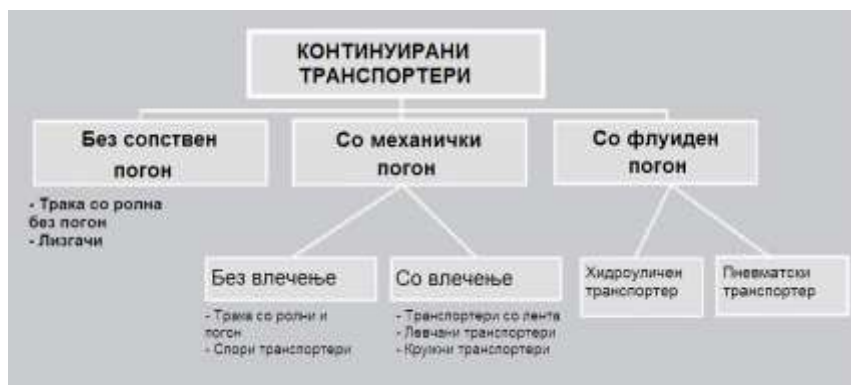 КОНТИНУИРАНИ
ТРАНСПОРТЕРИ
Без сопствен
погон
Со механички
погон
Со флуиден
погон
- Трака со ролна
без погон
- Лизгачи
Без влечење
Со влечење
Хидроуличен
транспортер
Пневматски
транспортер
- Трака со ролни и
погон
- Спори транспортери
- Транспортери со лента
- Левчани транспортери
- Кружни транспортери